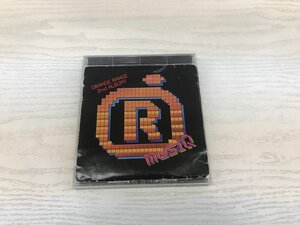 ORANGE RANGE
2nd ALBUM
R
musiQ